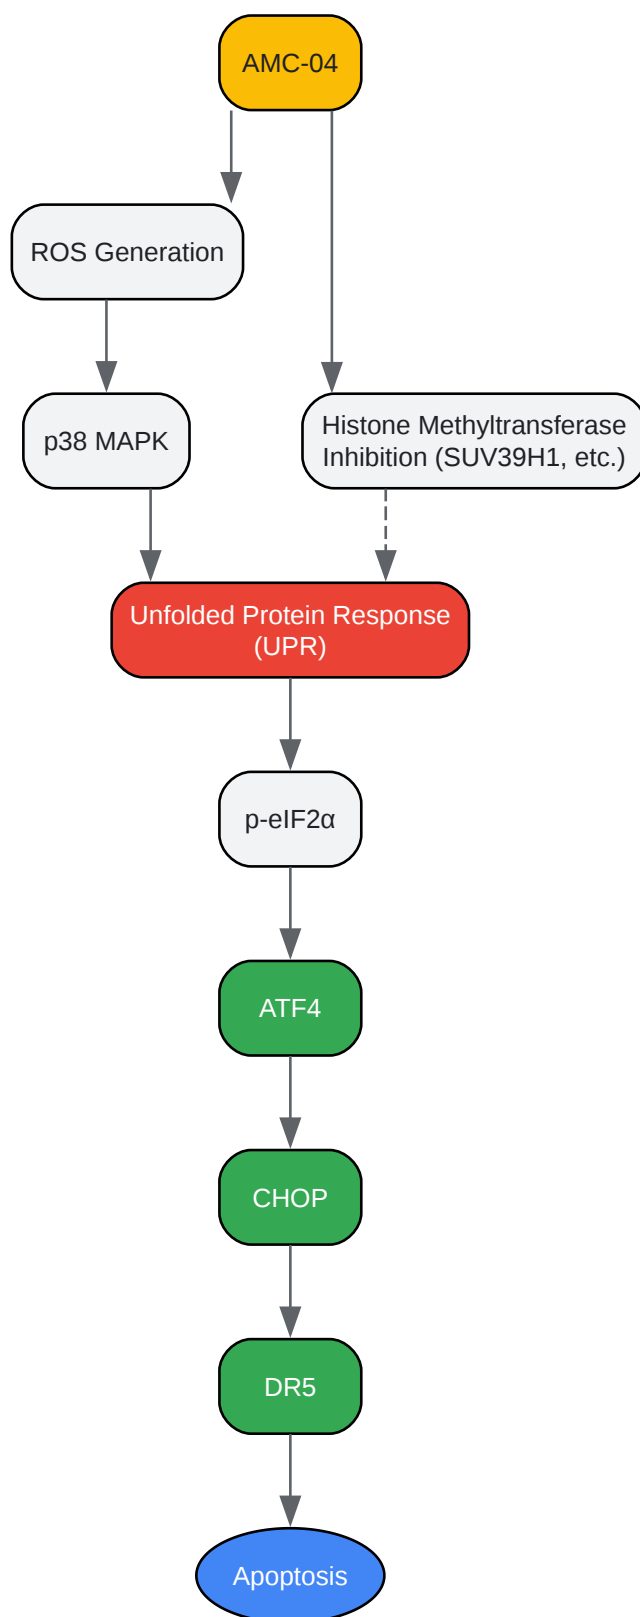 AMC-04
ROS Generation
p38 MAPK
Histone Methyltransferase
Inhibition (SUV39H1, etc.)
Unfolded Protein Response
(UPR)
p-eIF2α
ATF4
CHOP
DR5
Apoptosis